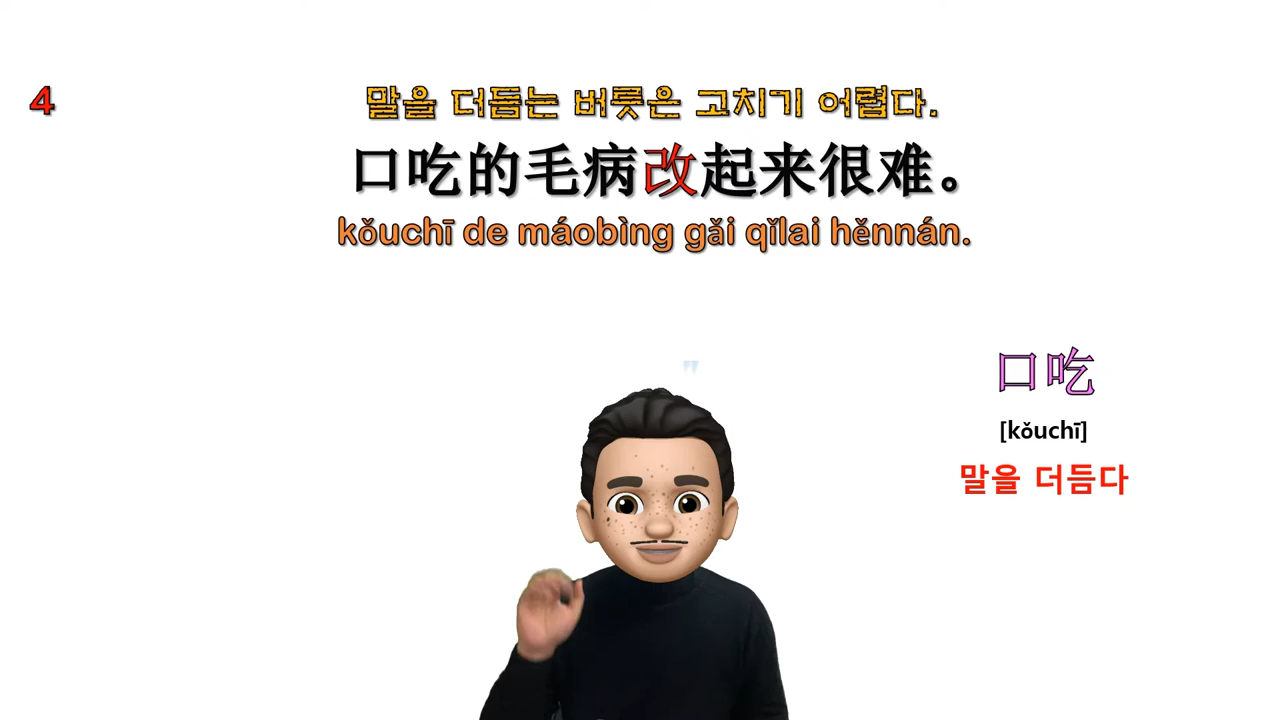 4
말을 더듬는 버릇은 고치기 어렵다.
口吃的毛病改起来很难。
kǒuchī de máobìng gǎi qǐlai hěnnán.
口吃
[kǒuchī]
말을 더듬다